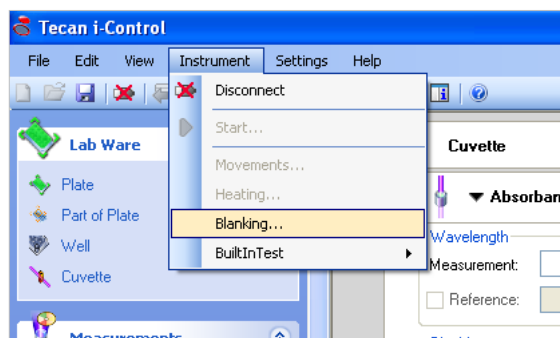 Tecan i-Control
File Edit View Instrument Settings Help
Disconnect
Start...
Movements...
Heating...
Blanking...
BuiltInTest
Lab Ware
Plate
Part of Plate
Well
Cuvette
Cuvette
Absorban
Wavelength
Measurement:
Reference: